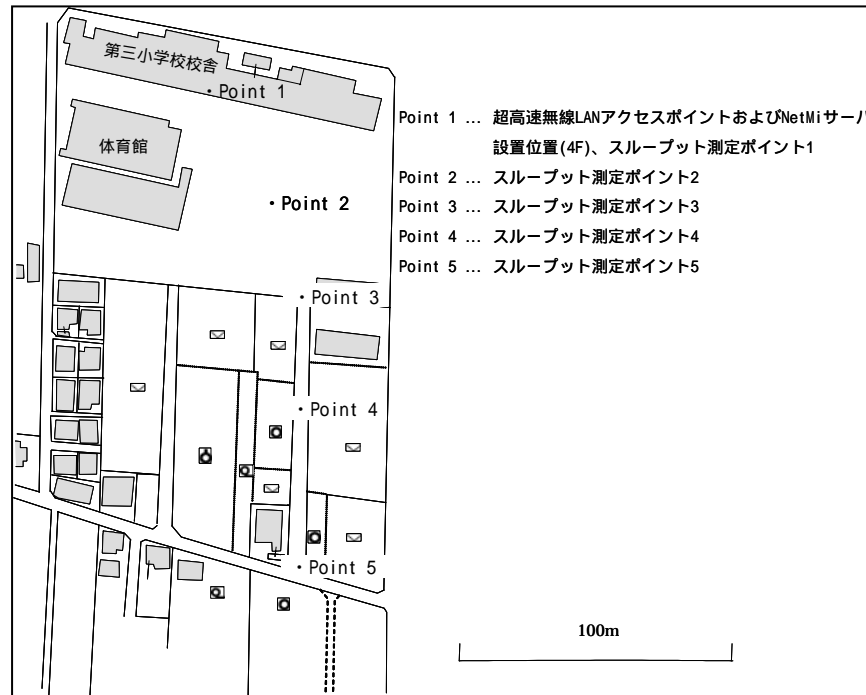 第三小学校校舎
・Point 1
体育館
・Point 2
・Point 3
・Point 4
・Point 5
Point 1 ... 超高速無線LANアクセスポイントおよびNetMiサーバ
設置位置(4F)、スループット測定ポイント1
Point 2 ... スループット測定ポイント2
Point 3 ... スループット測定ポイント3
Point 4 ... スループット測定ポイント4
Point 5 ... スループット測定ポイント5
100m